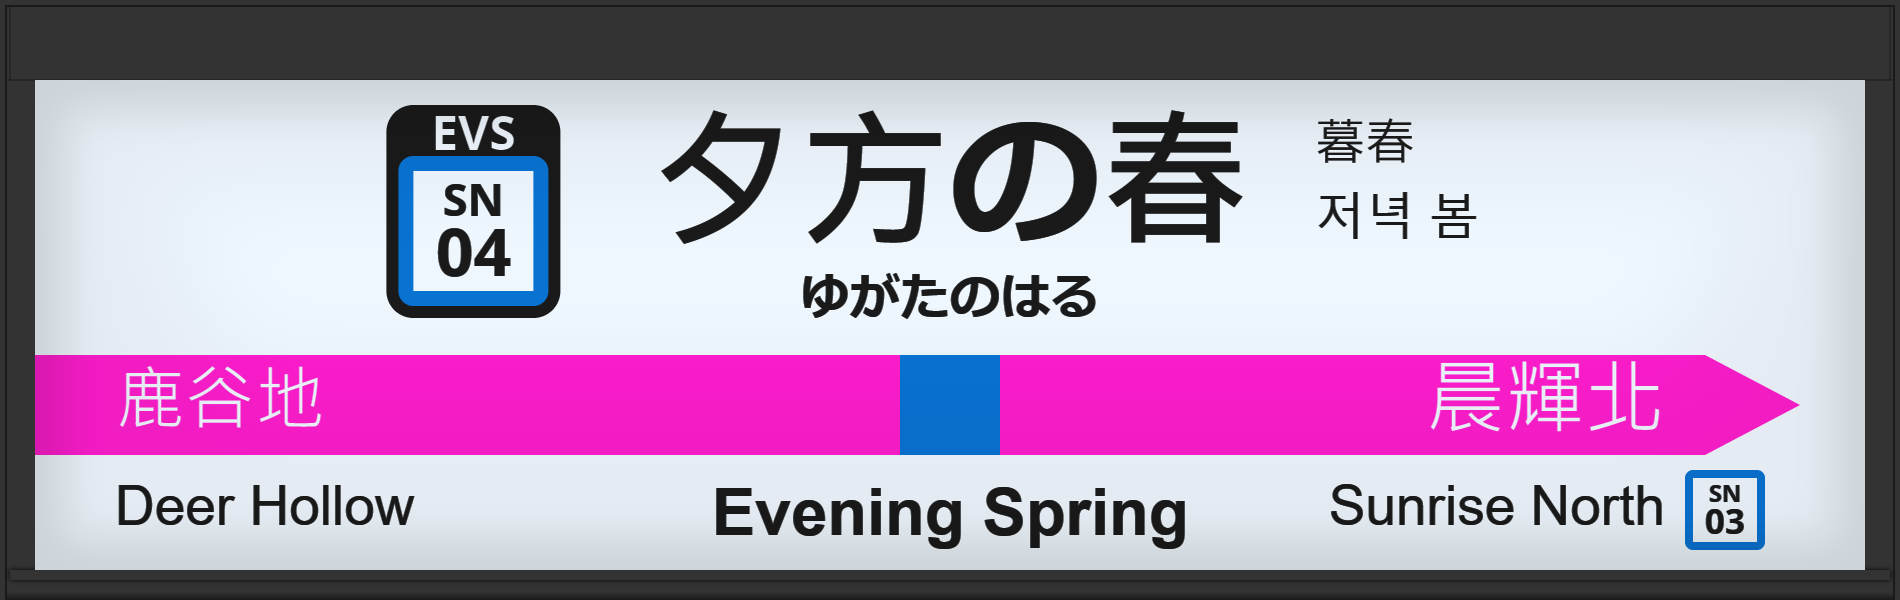 EVS
SN
04
夕方の春
ゆがたのはる
暮春
저녁 봄
鹿谷地
晨輝北
Deer Hollow
Evening Spring
Sunrise North
SN
03